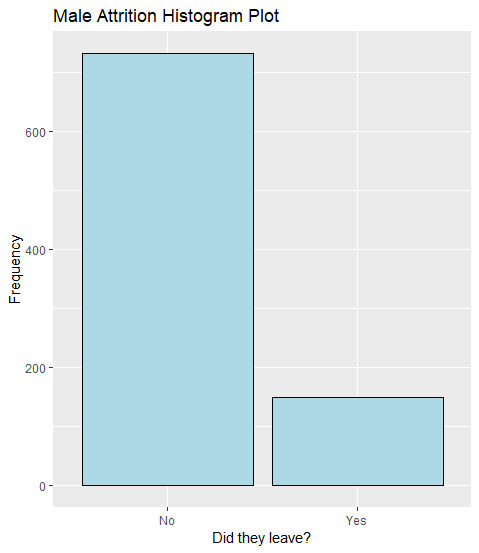 Male Attrition Histogram Plot
Frequency
600
400
200
0
No Yes
Did they leave?